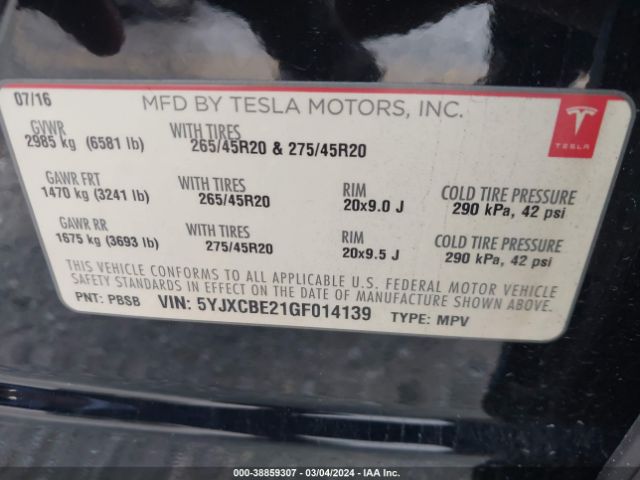 07/16 MFD BY TESLA MOTORS, INC.
GVWR WITH TIRES
2985 kg (6581 lb) 265/45R20 & 275/45R20
TESLA
GAWR FRT WITH TIRES RIM COLD TIRE PRESSURE
1470 kg (3241 lb) 265/45R20 20x9.0 J 290 kPa, 42 psi
GAWR RR WITH TIRES RIM COLD TIRE PRESSURE
1675 kg (3693 lb) 275/45R20 20x9.5 J 290 kPa, 42 psi
THIS VEHICLE CONFORMS TO ALL APPLICABLE U.S. FEDERAL MOTOR VEHICLE
SAFETY STANDARDS IN EFFECT ON THE DATE OF MANUFACTURE SHOWN ABOVE.
PNT: PBSB VIN: 5YJXCBE21GF014139 TYPE: MPV
000-38859307 - 03/04/2024 - IAA Inc.